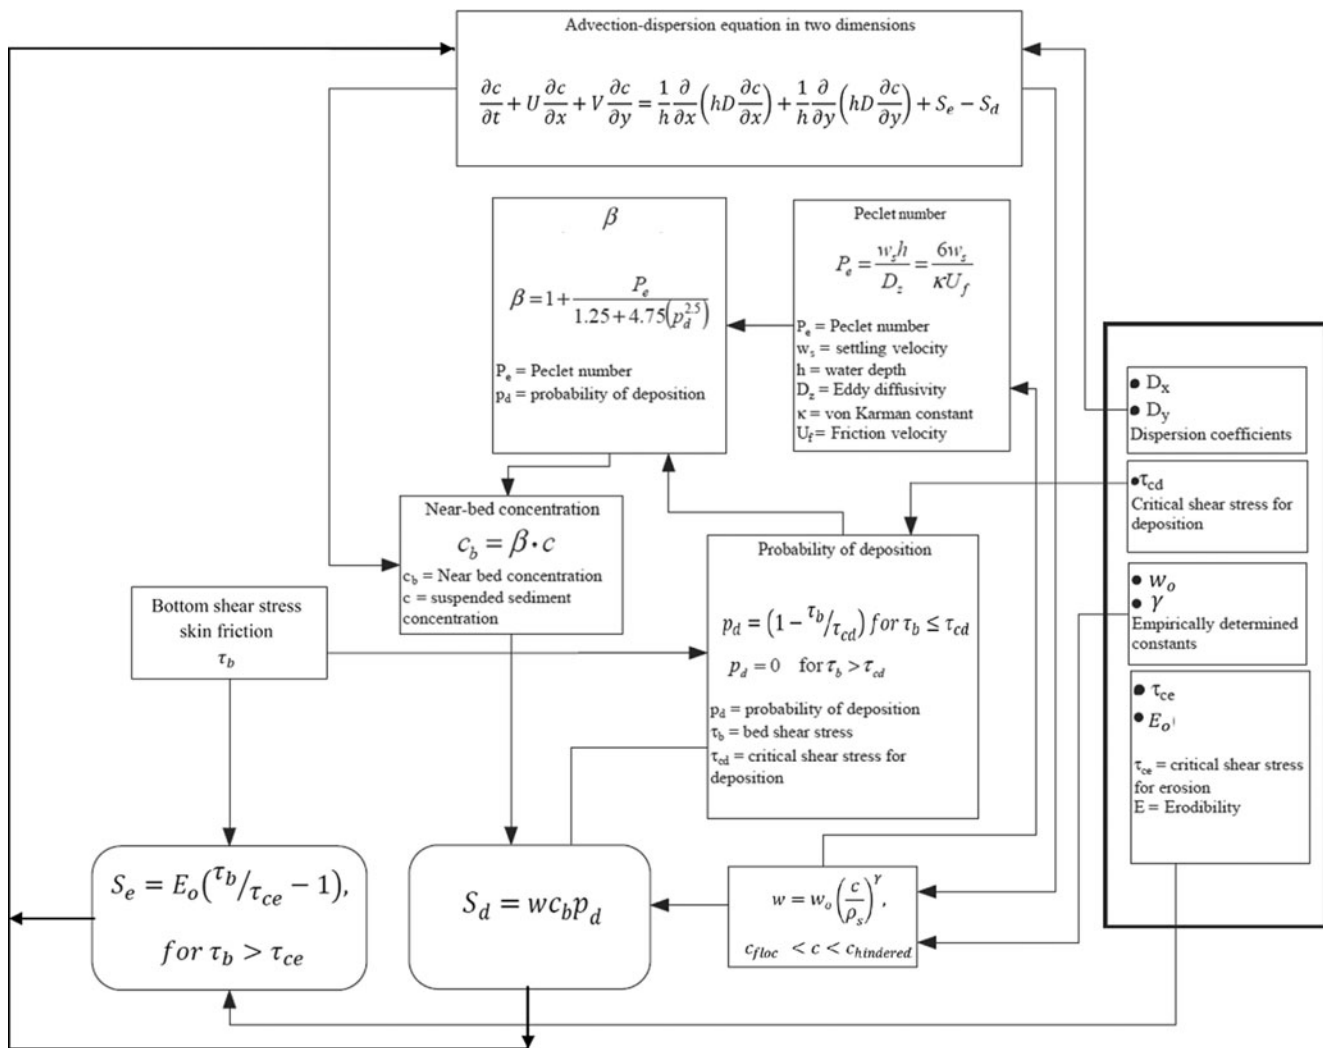 Advection-dispersion equation in two dimensions
∂c/∂t + U ∂c/∂x + V ∂c/∂y = 1/h ∂/∂x (hD ∂c/∂x) + 1/h ∂/∂y (hD ∂c/∂y) + S_e − S_d
β
β = 1 + P_e / (1.25 + 4.75(p_d^2.5))
P_e = Peclet number
p_d = probability of deposition
Peclet number
P_e = w_s h / D_z = 6w_s / κU_f
P_e = Peclet number
w_s = settling velocity
h = water depth
D_z = Eddy diffusivity
κ = von Karman constant
U_f = Friction velocity
D_x
D_y
Dispersion coefficients
τ_cd
Critical shear stress for
deposition
w_o
γ
Empirically determined
constants
τ_ce
E_o
τ_ce = critical shear stress
for erosion
E = Erodibility
Near-bed concentration
c_b = β • c
c_b = Near bed concentration
c = suspended sediment
concentration
Probability of deposition
p_d = (1 − τ_b/τ_cd) for τ_b ≤ τ_cd
p_d = 0 for τ_b > τ_cd
p_d = probability of deposition
τ_b = bed shear stress
τ_cd = critical shear stress for
deposition
Bottom shear stress
skin friction
τ_b
S_e = E_o(τ_b/τ_ce − 1),
for τ_b > τ_ce
S_d = wc_b p_d
w = w_o (c/ρ_s)^γ,
c_floc < c < c_hindered